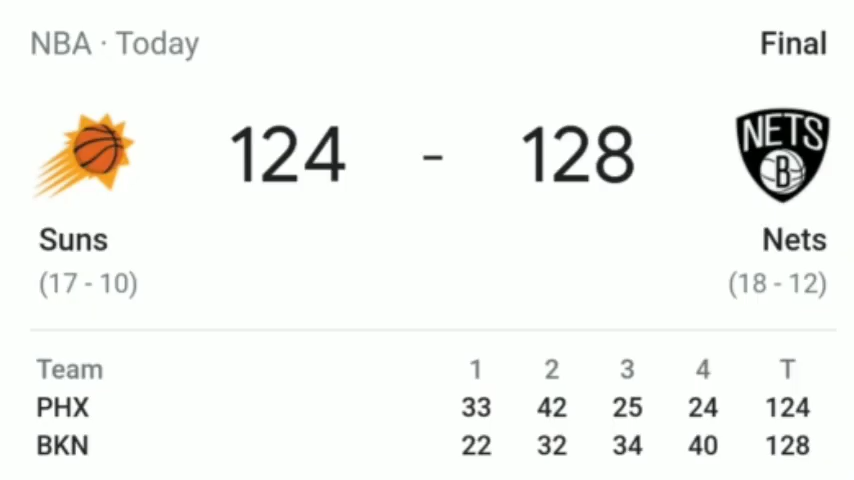 NBA · Today Final
124 - 128
NETS
B
Suns Nets
(17 - 10) (18 - 12)
Team 1 2 3 4 T
PHX 33 42 25 24 124
BKN 22 32 34 40 128